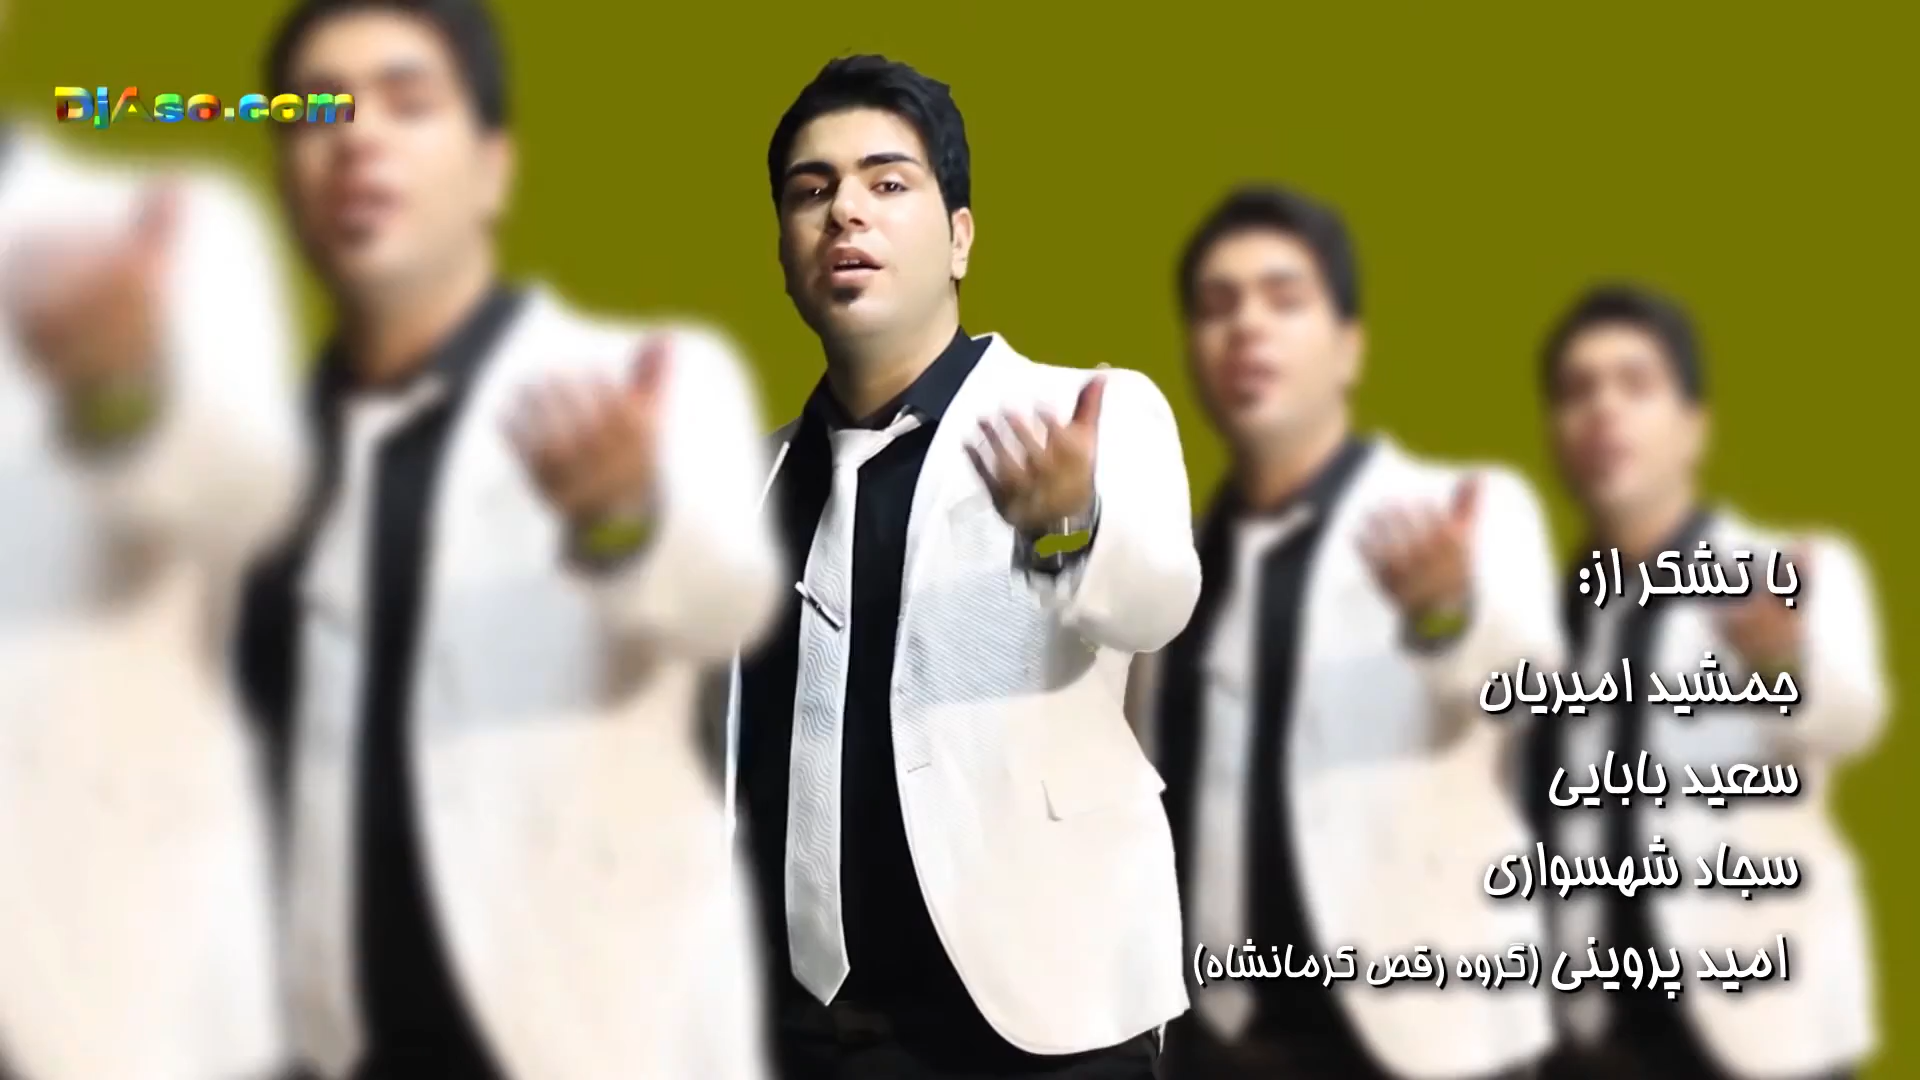 DjAso.com
با تشکر از:
جمشید امیریان
سعید بابایی
سجاد شهسواری
امید پروینی (گروه رقص کرمانشاه)